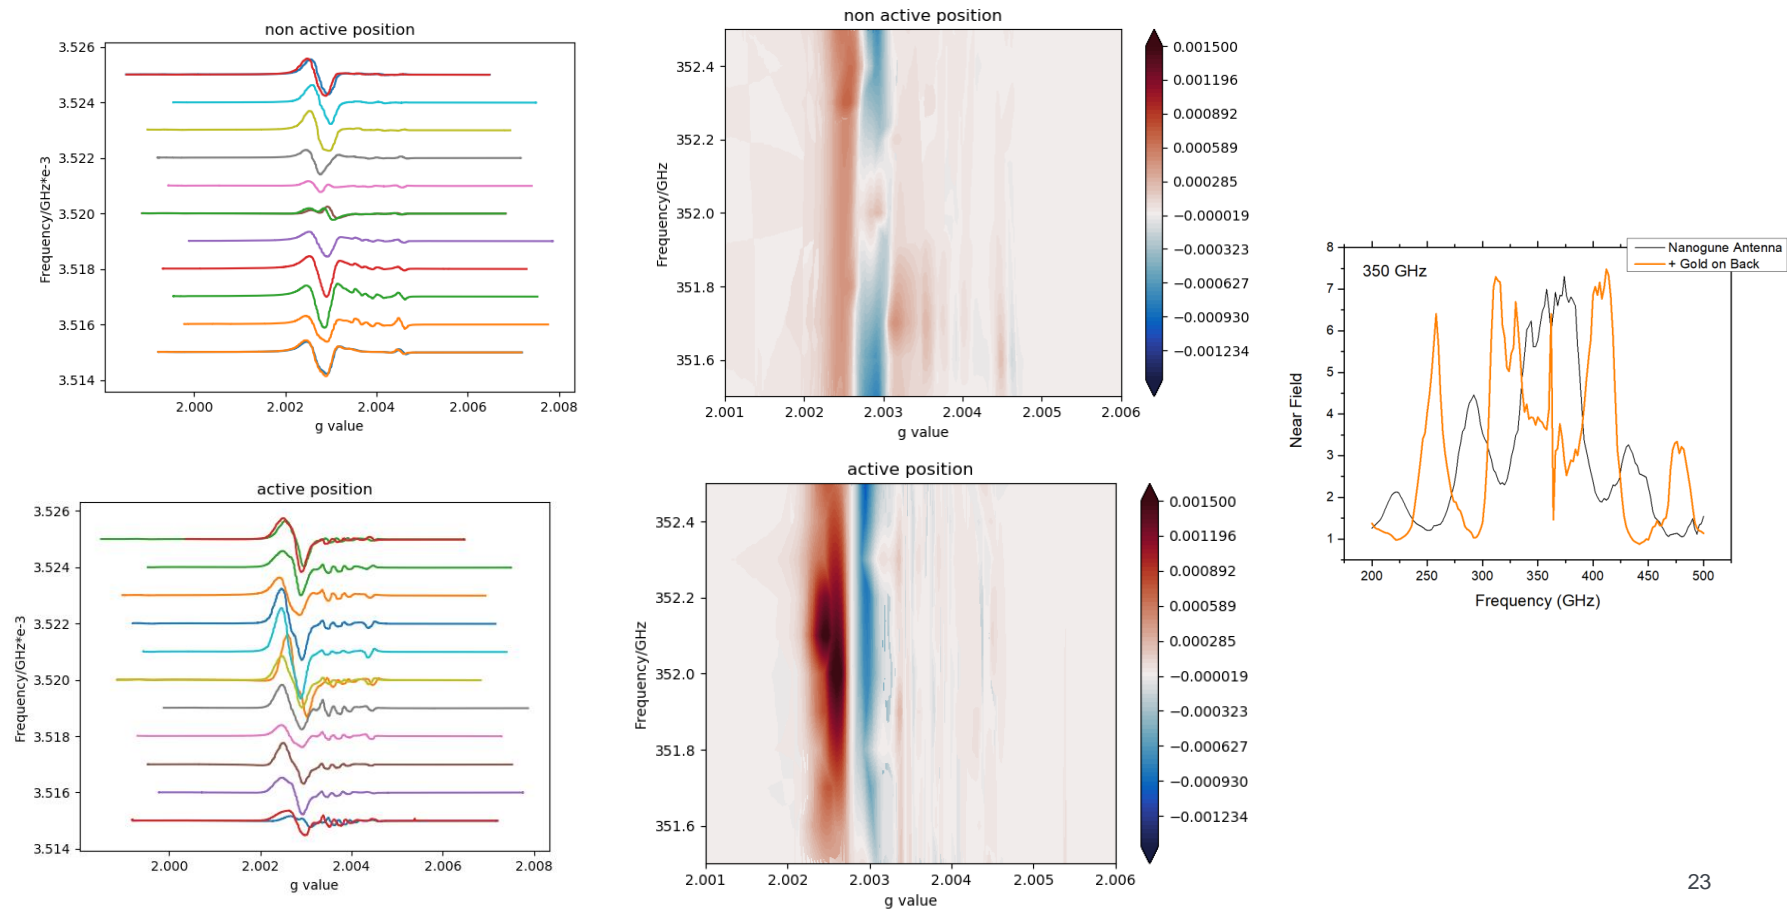 non active position
3.526
3.524
3.522
3.520
3.518
3.516
3.514
Frequency/GHz*e-3
2.000 2.002 2.004 2.006 2.008
g value
non active position
352.4
352.2
352.0
351.8
351.6
Frequency/GHz
2.001 2.002 2.003 2.004 2.005 2.006
g value
0.001500
0.001196
0.000892
0.000589
0.000285
−0.000019
−0.000323
−0.000627
−0.000930
−0.001234
active position
3.526
3.524
3.522
3.520
3.518
3.516
3.514
Frequency/GHz*e-3
2.000 2.002 2.004 2.006 2.008
g value
active position
352.4
352.2
352.0
351.8
351.6
Frequency/GHz
2.001 2.002 2.003 2.004 2.005 2.006
g value
0.001500
0.001196
0.000892
0.000589
0.000285
−0.000019
−0.000323
−0.000627
−0.000930
−0.001234
Nanogune Antenna
+ Gold on Back
350 GHz
8
7
6
5
4
3
2
1
Near Field
200 250 300 350 400 450 500
Frequency (GHz)
23